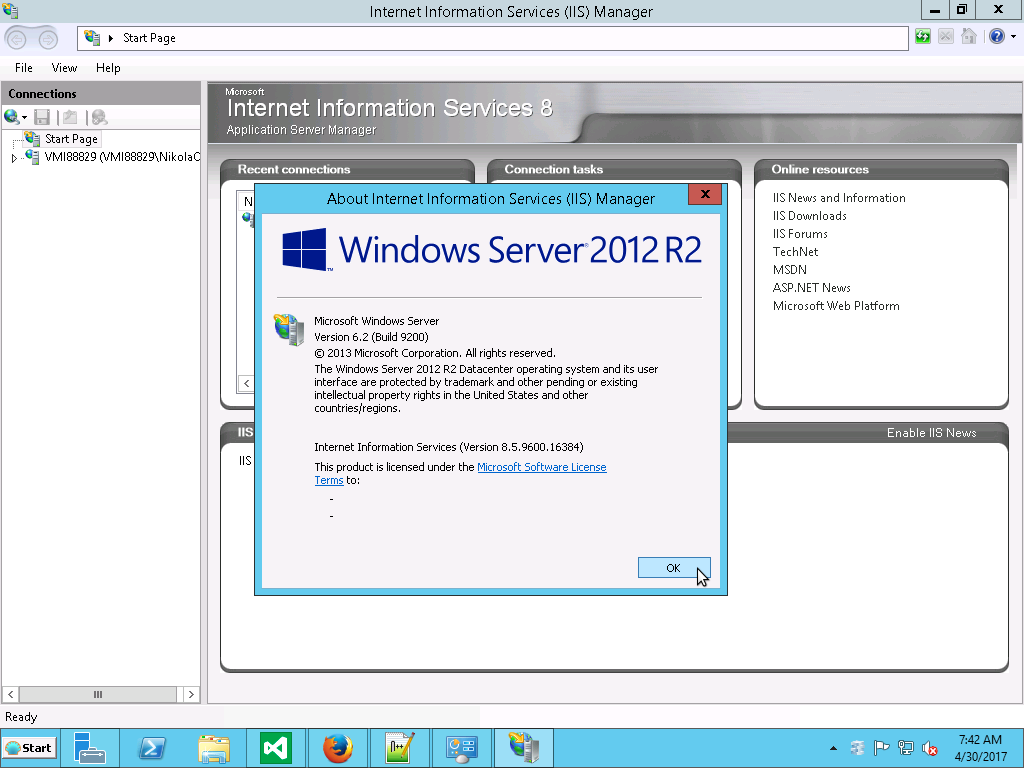 Internet Information Services (IIS) Manager
Start Page
File View Help
Connections
Start Page
VMI88829 (VMI88829\NikolaC
Microsoft
Internet Information Services 8
Application Server Manager
Recent connections
N
Connection tasks
Online resources
IIS News and Information
IIS Downloads
IIS Forums
TechNet
MSDN
ASP.NET News
Microsoft Web Platform
About Internet Information Services (IIS) Manager
Windows Server 2012 R2
Microsoft Windows Server
Version 6.2 (Build 9200)
© 2013 Microsoft Corporation. All rights reserved.
The Windows Server 2012 R2 Datacenter operating system and its user
interface are protected by trademark and other pending or existing
intellectual property rights in the United States and other
countries/regions.
Internet Information Services (Version 8.5.9600.16384)
This product is licensed under the Microsoft Software License
Terms to:
-
-
OK
IIS
Enable IIS News
IIS
Ready
Start
7:42 AM
4/30/2017